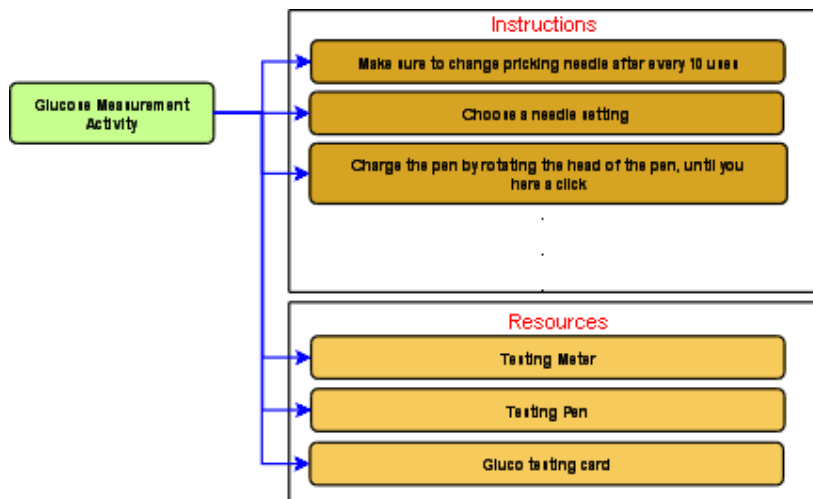 Instructions
Make sure to change pricking needle after every 10 uses
Glucose Measurement
Activity
Choose a needle setting
Charge the pen by rotating the head of the pen, until you
here a click
.
.
.
Resources
Testing Meter
Testing Pen
Gluco testing card